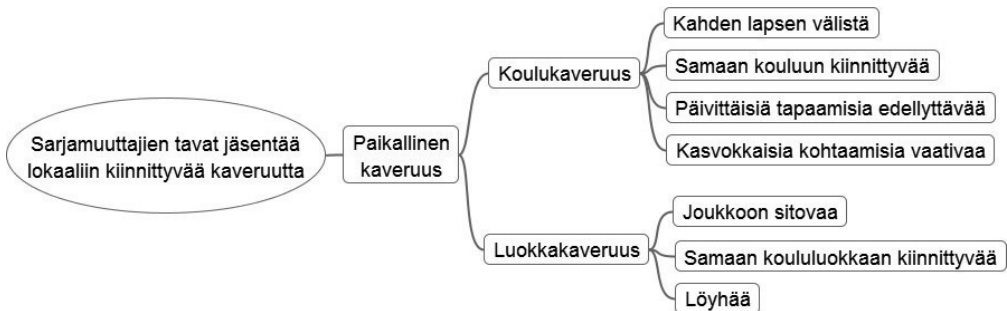 Sarjamuuttajien tavat jäsentää
lokaaliin kiinnittyvää kaveruutta
Paikallinen
kaveruus
Koulukaveruus
Kahden lapsen välistä
Samaan kouluun kiinnittyvää
Päivittäisiä tapaamisia edellyttävää
Kasvokkaisia kohtaamisia vaativaa
Luokkakaveruus
Joukkoon sitovaa
Samaan koululuokkaan kiinnittyvää
Löyhää